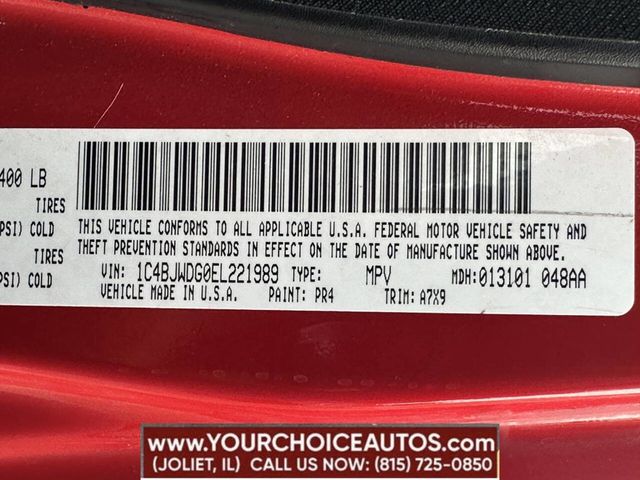 400 LB
TIRES
PSI) COLD
TIRES
PSI) COLD
THIS VEHICLE CONFORMS TO ALL APPLICABLE U.S.A. FEDERAL MOTOR VEHICLE SAFETY AND
THEFT PREVENTION STANDARDS IN EFFECT ON THE DATE OF MANUFACTURE SHOWN ABOVE.
VIN: 1C4BJWDG0EL221989 TYPE: MPV MDH:013101 048AA
VEHICLE MADE IN U.S.A. PAINT: PR4 TRIM: A7X9
WWW.YOURCHOICEAUTOS.COM
(JOLIET, IL) CALL US NOW: (815) 725-0850